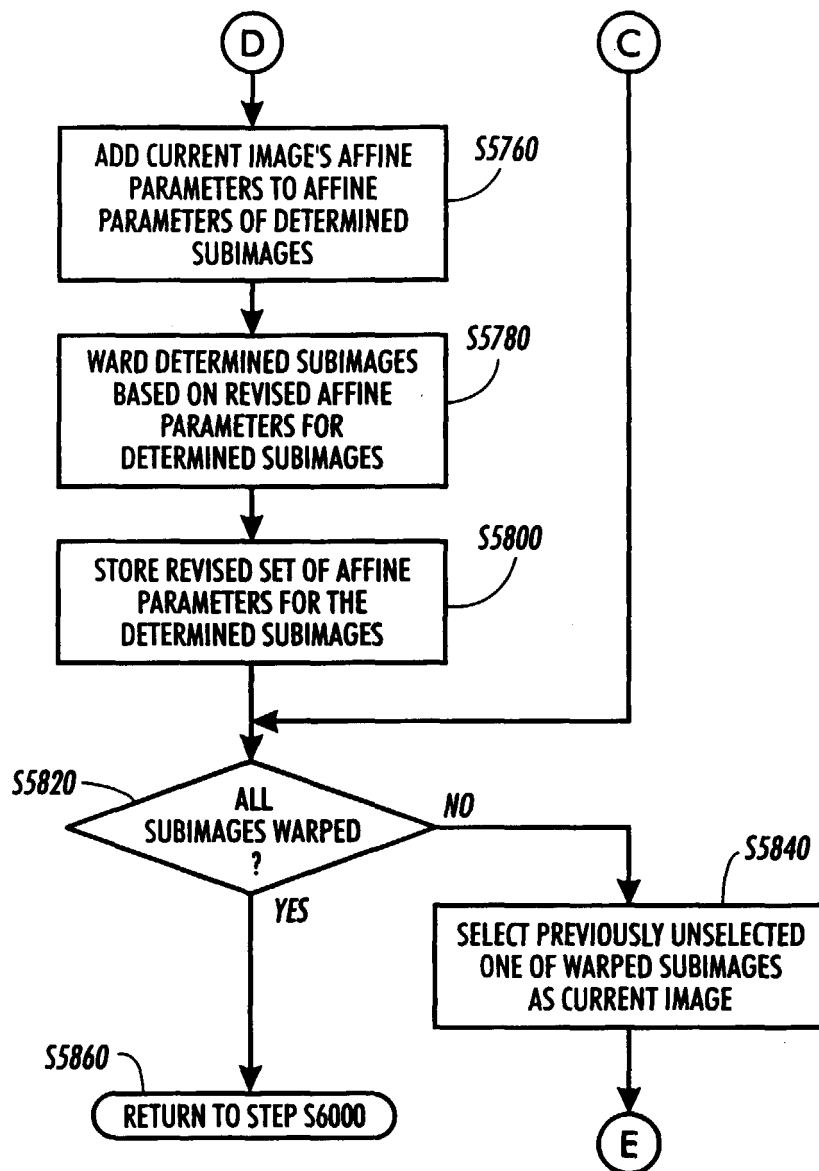 D
C
S5760
ADD CURRENT IMAGE'S AFFINE
PARAMETERS TO AFFINE
PARAMETERS OF DETERMINED
SUBIMAGES
S5780
WARD DETERMINED SUBIMAGES
BASED ON REVISED AFFINE
PARAMETERS FOR
DETERMINED SUBIMAGES
S5800
STORE REVISED SET OF AFFINE
PARAMETERS FOR THE
DETERMINED SUBIMAGES
S5820
ALL
SUBIMAGES WARPED
?
NO
YES
S5840
SELECT PREVIOUSLY UNSELECTED
ONE OF WARPED SUBIMAGES
AS CURRENT IMAGE
S5860
RETURN TO STEP S6000
E